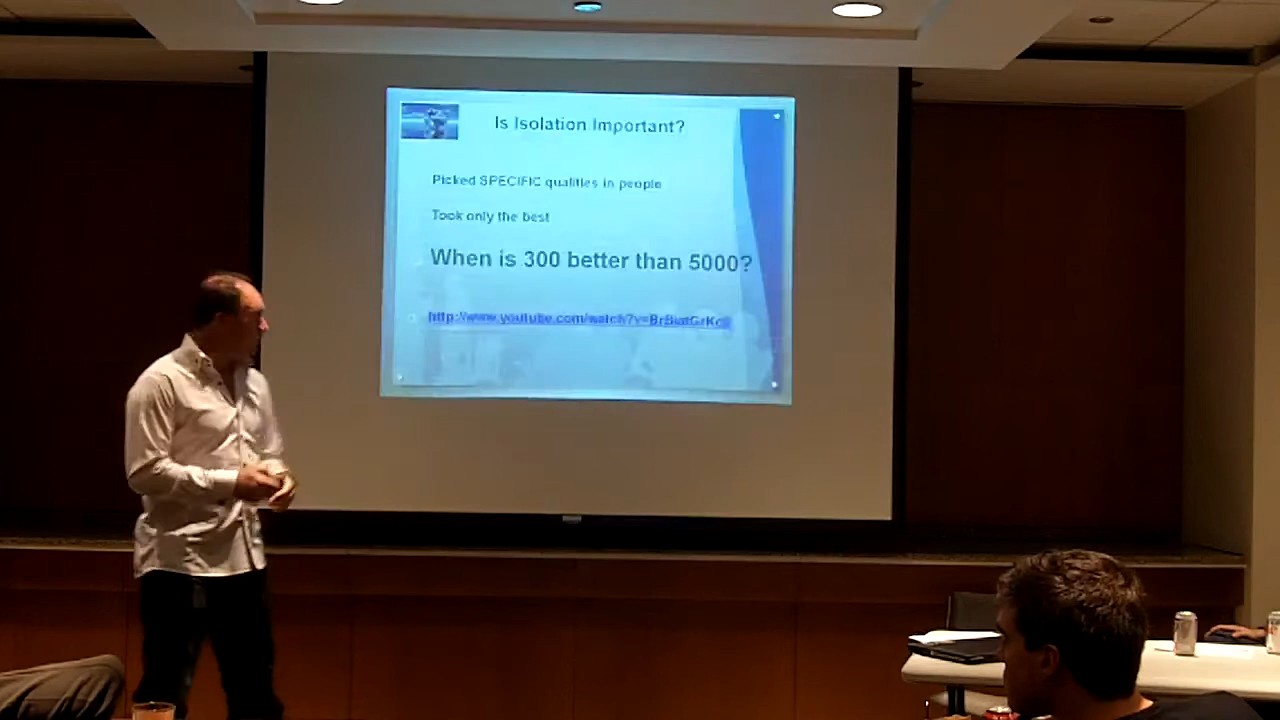 Is Isolation Important?
Picked SPECIFIC qualities in people
Took only the best
When is 300 better than 5000?